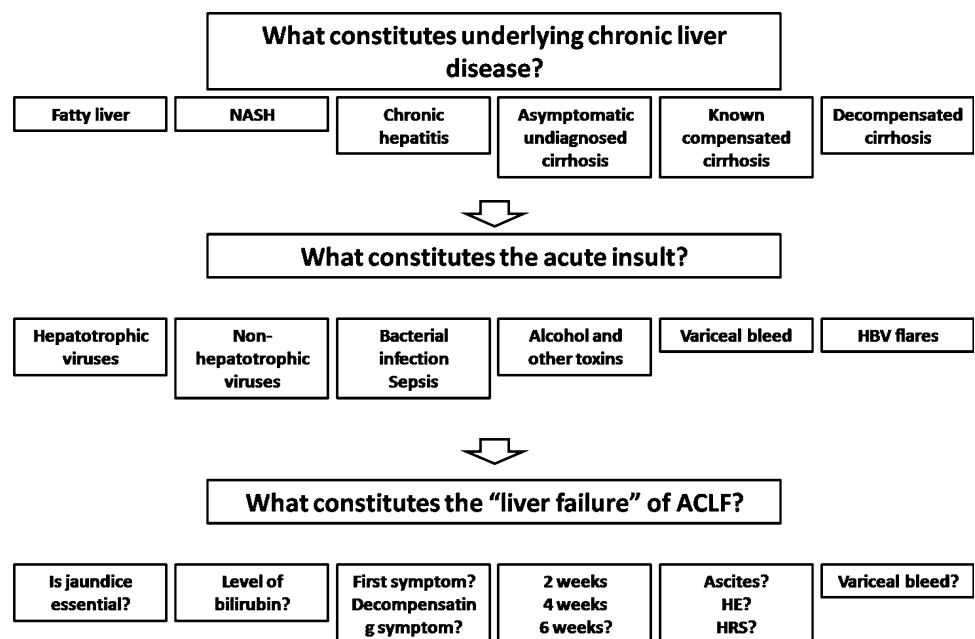 What constitutes underlying chronic liver
disease?
Fatty liver
NASH
Chronic
hepatitis
Asymptomatic
undiagnosed
cirrhosis
Known
compensated
cirrhosis
Decompensated
cirrhosis
What constitutes the acute insult?
Hepatotrophic
viruses
Non-
hepatotrophic
viruses
Bacterial
infection
Sepsis
Alcohol and
other toxins
Variceal bleed
HBV flares
What constitutes the “liver failure” of ACLF?
Is jaundice
essential?
Level of
bilirubin?
First symptom?
Decompensatin
g symptom?
2 weeks
4 weeks
6 weeks?
Ascites?
HE?
HRS?
Variceal bleed?